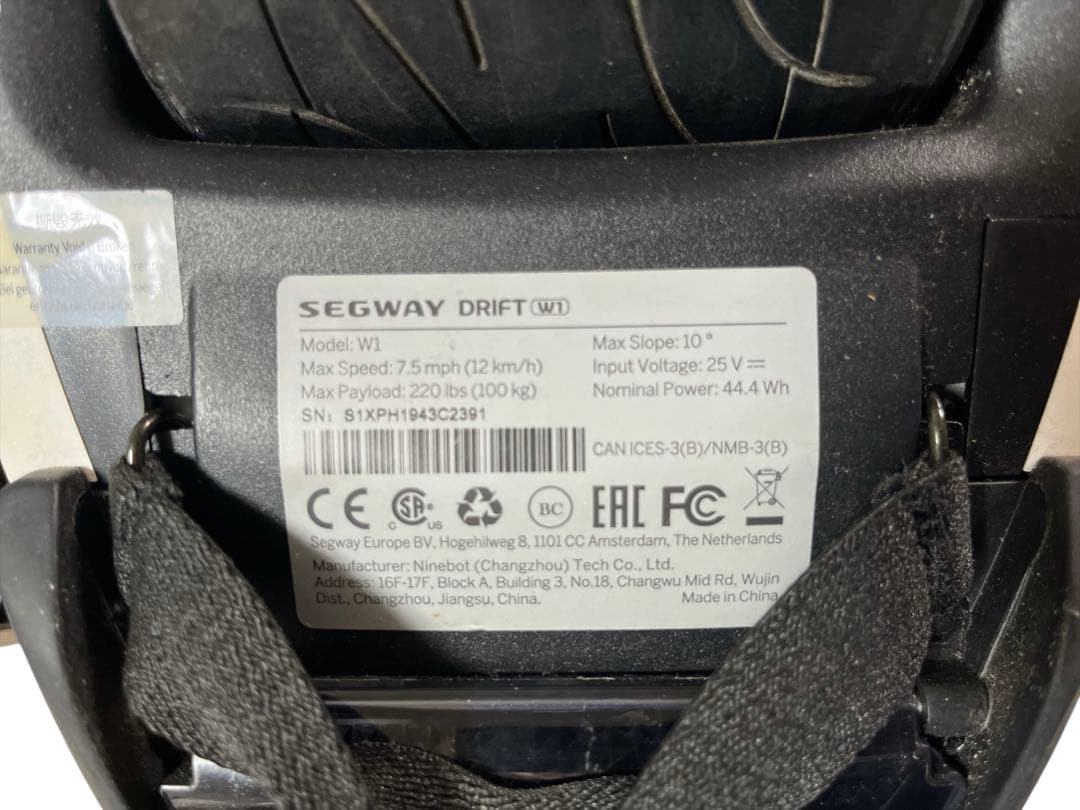 Warranty Void Broken
Bei
SEGWAY DRIFT W1
Model: W1
Max Speed: 7.5 mph (12 km/h)
Max Payload: 220 lbs (100 kg)
SN: S1XPH1943C2391
Max Slope: 10 °
Input Voltage: 25 V ⎓
Nominal Power: 44.4 Wh
CAN ICES-3(B)/NMB-3(B)
CE
C SA US
BC
EAC
FC
Segway Europe BV, Hogehilweg 8, 1101 CC Amsterdam, The Netherlands
Manufacturer: Ninebot (Changzhou) Tech Co., Ltd.
Address: 16F-17F, Block A, Building 3, No.18, Changwu Mid Rd, Wujin
Dist., Changzhou, Jiangsu, China.
Made in China